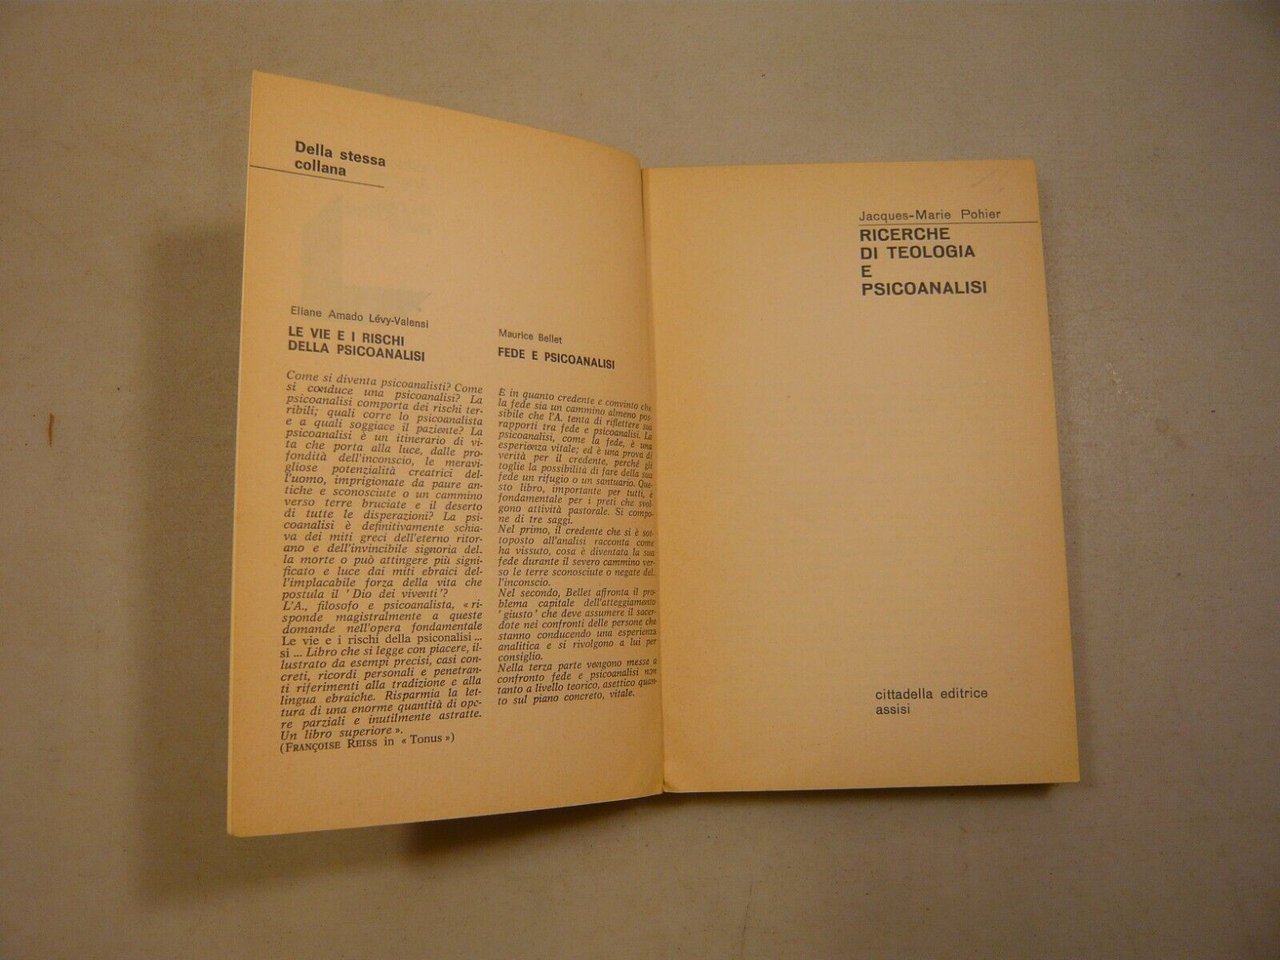 Della stessa
collana
Eliane Amado Lévy-Valensi
LE VIE E I RISCHI
DELLA PSICOANALISI
Come si diventa psicoanalisti? Come
si conduce una psicoanalisi? La
psicoanalisi comporta dei rischi ter-
ribili; quali corre lo psicoanalista
e a quali soggiace il paziente? La
psicoanalisi è un itinerario di vi-
ta che porta alla luce, dalle pro-
fondità dell'inconscio, le meravi-
gliose potenzialità creatrici del-
l'uomo, imprigionate da paure an-
tiche e sconosciute o un cammino
verso terre bruciate e il deserto
di tutte le disperazioni? La psi-
coanalisi è definitivamente schia-
va dei miti greci dell'eterno ritor-
ano e dell'invincibile signoria del-
la morte o può attingere più signi-
ficato e luce dai miti ebraici del-
l'implacabile forza della vita che
postula il 'Dio dei viventi'?
L'A., filosofo e psicoanalista, « ri-
sponde magistralmente a queste
domande nell'opera fondamentale
Le vie e i rischi della psiconalisi...
si ... Libro che si legge con piacere, il-
lustrato da esempi precisi, casi con-
creti, ricordi personali e penetran-
ti riferimenti alla tradizione e alla
lingua ebraiche. Risparmia la let-
tura di una enorme quantità di ope-
re parziali e inutilmente astratte.
Un libro superiore ».
(FRANÇOISE REISS in « Tonus »)
Maurice Bellet
FEDE E PSICOANALISI
È in quanto credente e convinto che
la fede sia un cammino almeno pos-
sibile che l'A. tenta di riflettere sui
rapporti tra fede e psicoanalisi. La
psicoanalisi, come la fede, è una
esperienza vitale; ed è una prova di
verità per il credente, perché gli
toglie la possibilità di fare della sua
fede un rifugio o un santuario. Que-
sto libro, importante per tutti, è
fondamentale per i preti che svol-
gono attività pastorale. Si compo-
ne di tre saggi.
Nel primo, il credente che si è sot-
toposto all'analisi racconta come
ha vissuto, cosa è diventata la sua
fede durante il severo cammino ver-
so le terre sconosciute o negate del-
l'inconscio.
Nel secondo, Bellet affronta il pro-
blema capitale dell'atteggiamento
'giusto' che deve assumere il sacer-
dote nei confronti delle persone che
stanno conducendo una esperienza
analitica e si rivolgono a lui per
consiglio.
Nella terza parte vengono messe a
confronto fede e psicoanalisi non
tanto a livello teorico, asettico quan-
to sul piano concreto, vitale.
Jacques-Marie Pohier
RICERCHE
DI TEOLOGIA
E
PSICOANALISI
cittadella editrice
assisi